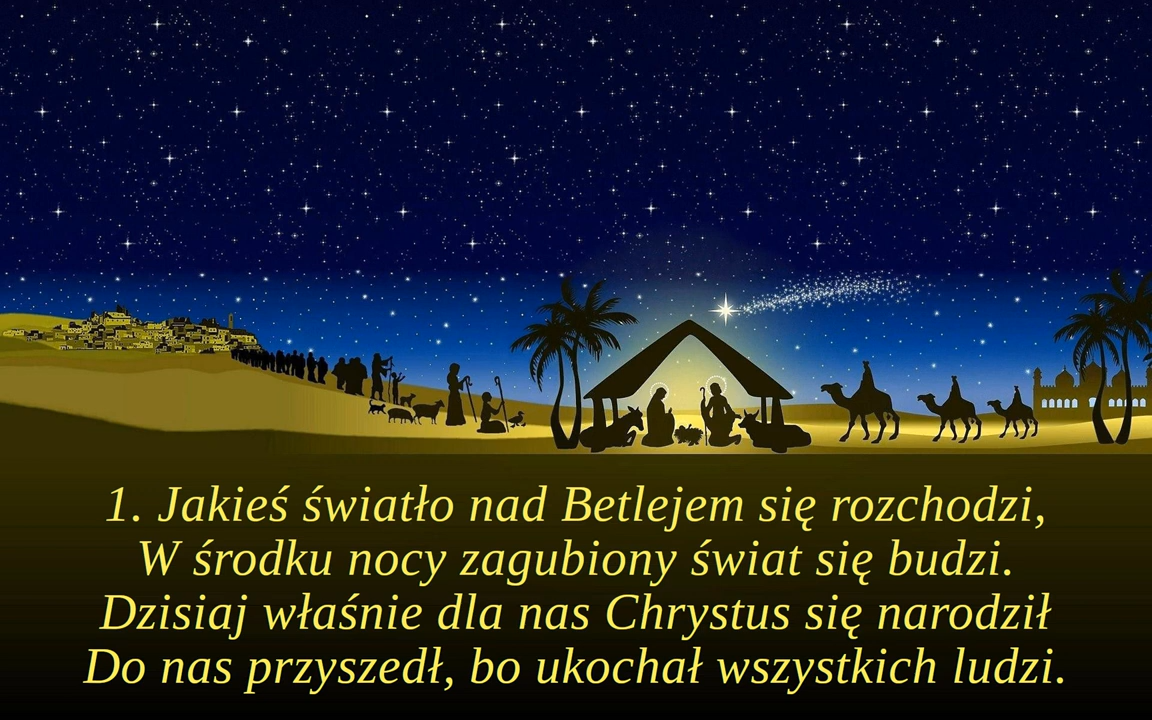 1. Jakieś światło nad Betlejem się rozchodzi,
W środku nocy zagubiony świat się budzi.
Dzisiaj właśnie dla nas Chrystus się narodził
Do nas przyszedł, bo ukochał wszystkich ludzi.